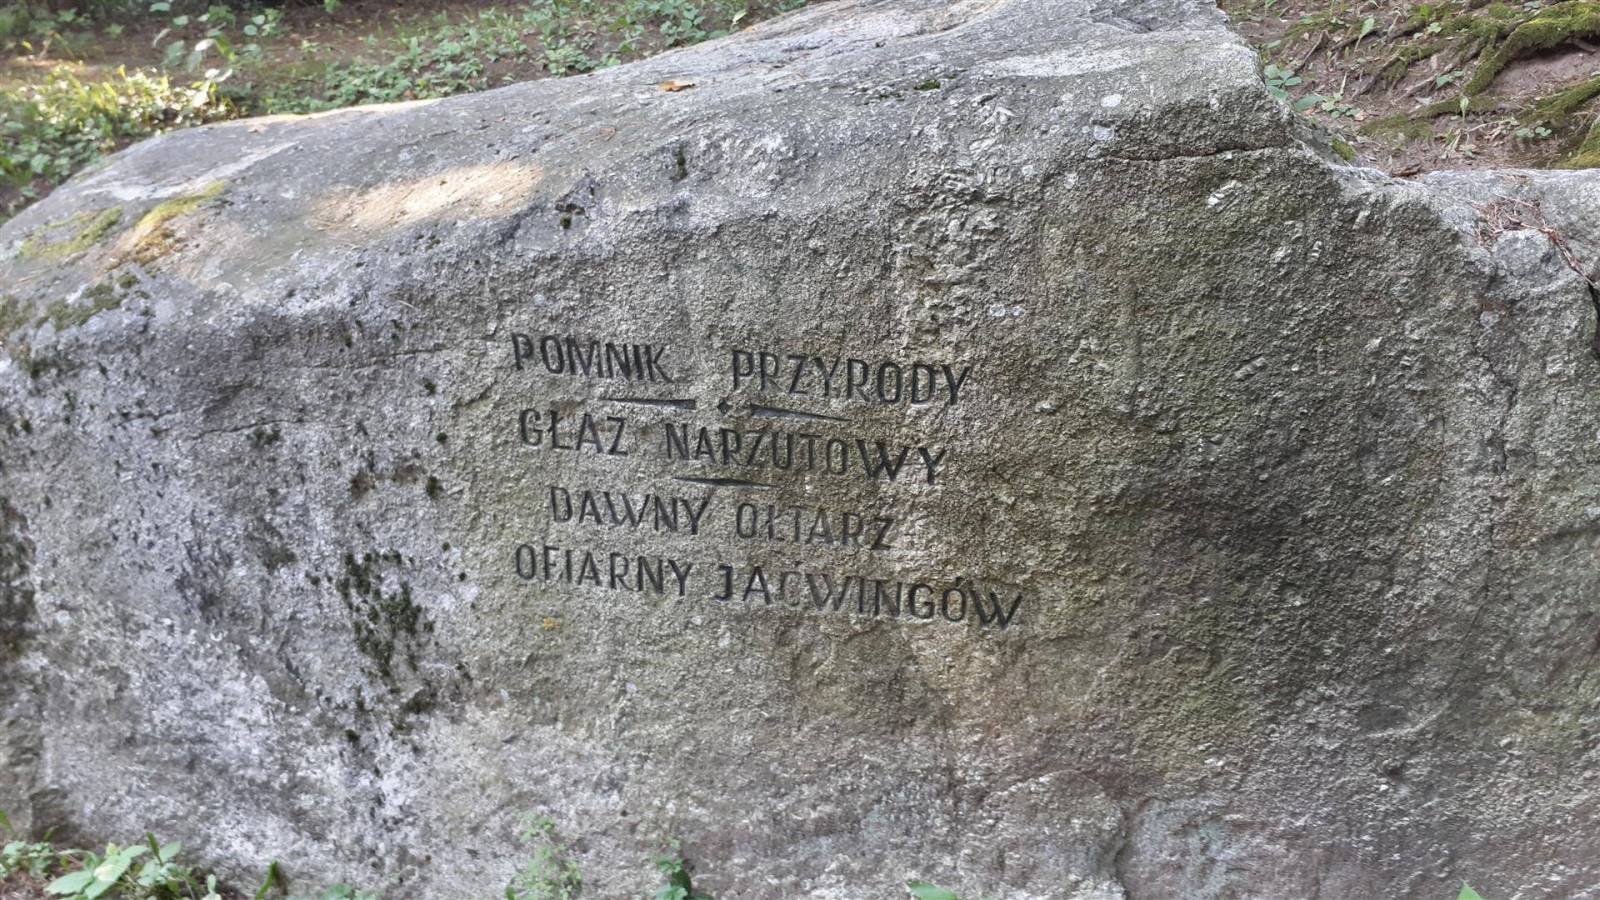 POMNIK PRZYRODY
GŁAZ NARZUTOWY
DAWNY OŁTARZ
OFIARNY JAĆWINGÓW